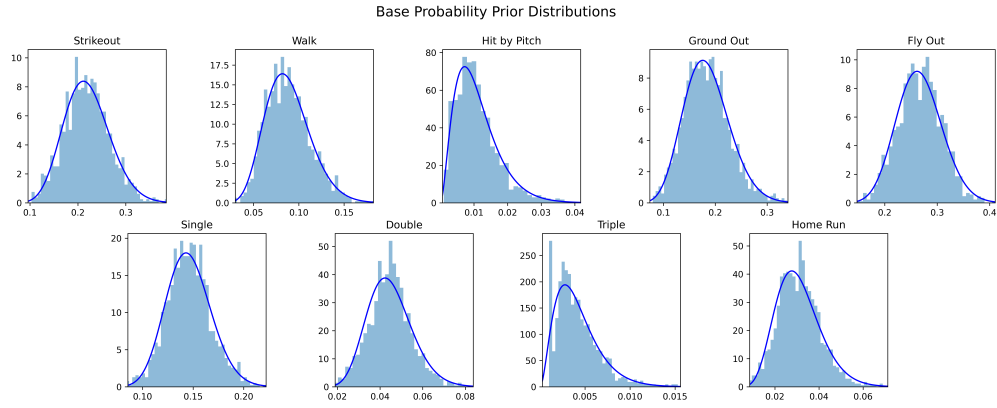 Base Probability Prior Distributions
Strikeout
Walk
Hit by Pitch
Ground Out
Fly Out
10
8
6
4
2
0
0.1 0.2 0.3
17.5
15.0
12.5
10.0
7.5
5.0
2.5
0.0
0.05 0.10 0.15
80
60
40
20
0
0.01 0.02 0.03 0.04
8
6
4
2
0
0.1 0.2 0.3
10
8
6
4
2
0
0.2 0.3 0.4
Single
Double
Triple
Home Run
20
15
10
5
0
0.10 0.15 0.20
50
40
30
20
10
0
0.02 0.04 0.06 0.08
250
200
150
100
50
0
0.005 0.010 0.015
50
40
30
20
10
0
0.02 0.04 0.06